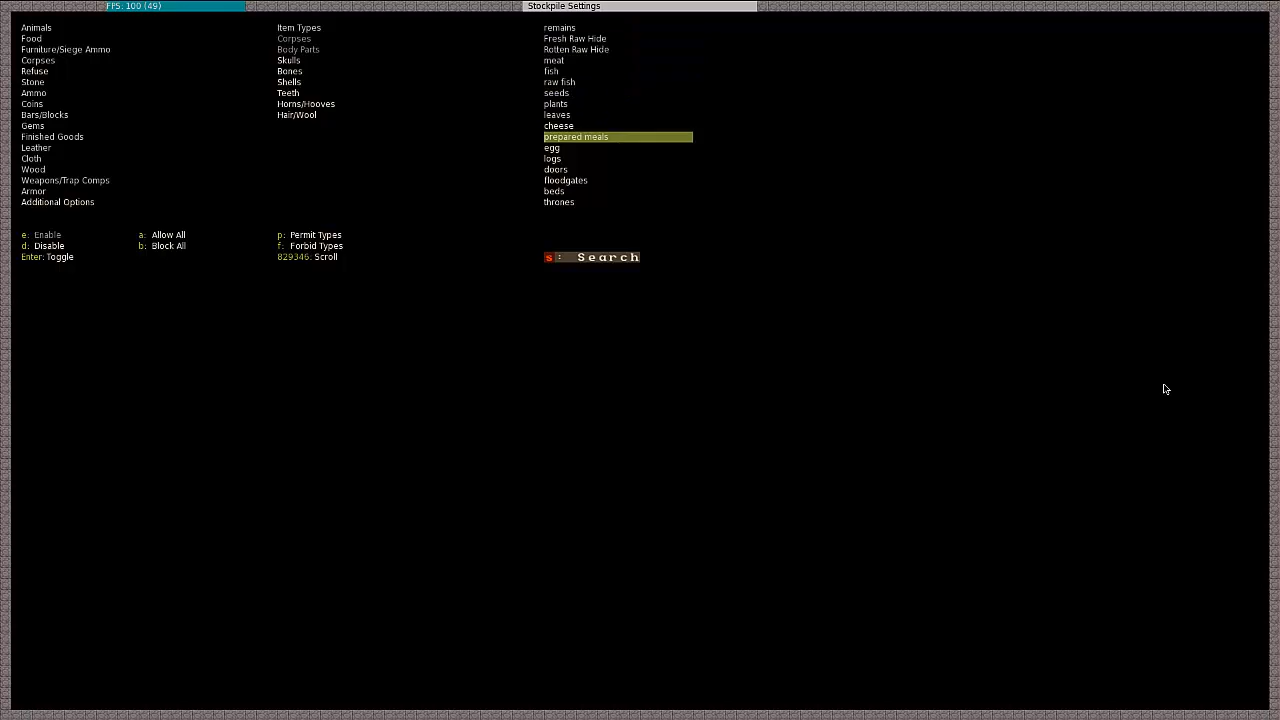 FPS: 100 (49)
Stockpile Settings
Animals
Food
Furniture/Siege Ammo
Corpses
Refuse
Stone
Ammo
Coins
Bars/Blocks
Gems
Finished Goods
Leather
Cloth
Wood
Weapons/Trap Comps
Armor
Additional Options
Item Types
Corpses
Body Parts
Skulls
Bones
Shells
Teeth
Horns/Hooves
Hair/Wool
remains
Fresh Raw Hide
Rotten Raw Hide
meat
fish
raw fish
seeds
plants
leaves
cheese
prepared meals
egg
logs
doors
floodgates
beds
thrones
e: Enable
d: Disable
Enter: Toggle
a: Allow All
b: Block All
p: Permit Types
f: Forbid Types
829346: Scroll
s: Search